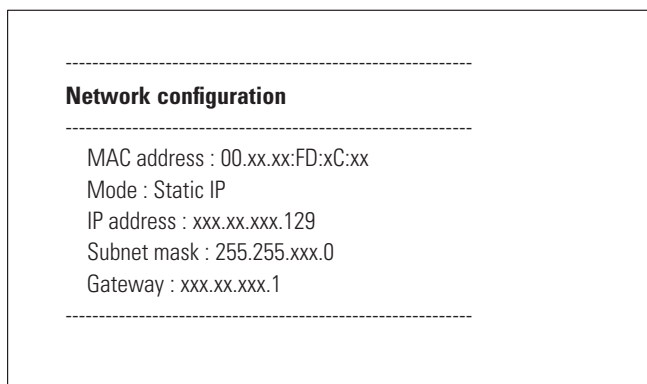 -------------------------------------------------------------
Network configuration
-------------------------------------------------------------
MAC address : 00.xx.xx:FD:xC:xx
Mode : Static IP
IP address : xxx.xx.xxx.129
Subnet mask : 255.255.xxx.0
Gateway : xxx.xx.xxx.1
-------------------------------------------------------------